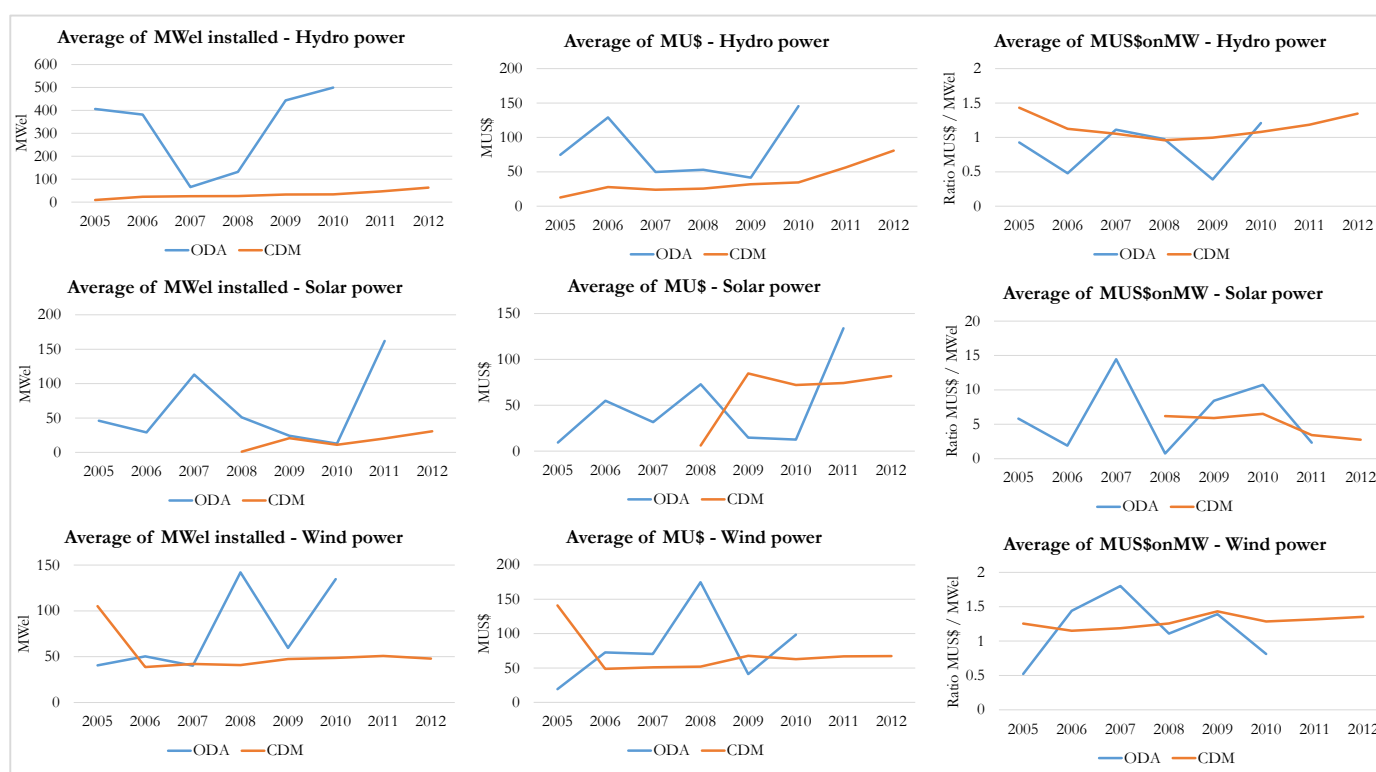 Average of MWel installed - Hydro power
600
500
400
300
200
100
0
MWel
2005 2006 2007 2008 2009 2010 2011 2012
ODA CDM
Average of MU$ - Hydro power
200
150
100
50
0
MUS$
2005 2006 2007 2008 2009 2010 2011 2012
ODA CDM
Average of MUS$onMW - Hydro power
2
1.5
1
0.5
0
Ratio MUS$ / MWel
2005 2006 2007 2008 2009 2010 2011 2012
ODA CDM
Average of MWel installed - Solar power
200
150
100
50
0
MWel
2005 2006 2007 2008 2009 2010 2011 2012
ODA CDM
Average of MU$ - Solar power
150
100
50
0
MUS$
2005 2006 2007 2008 2009 2010 2011 2012
ODA CDM
Average of MUS$onMW - Solar power
20
15
10
5
0
Ratio MUS$ / MWel
2005 2006 2007 2008 2009 2010 2011 2012
ODA CDM
Average of MWel installed - Wind power
150
100
50
0
MWel
2005 2006 2007 2008 2009 2010 2011 2012
ODA CDM
Average of MU$ - Wind power
200
150
100
50
0
MUS$
2005 2006 2007 2008 2009 2010 2011 2012
ODA CDM
Average of MUS$onMW - Wind power
2
1.5
1
0.5
0
Ratio MUS$ / MWel
2005 2006 2007 2008 2009 2010 2011 2012
ODA CDM